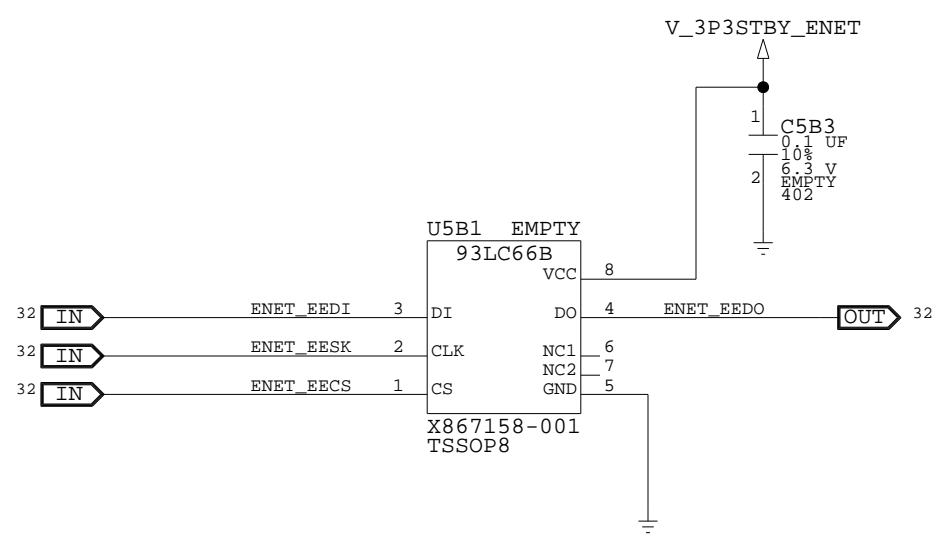 V_3P3STBY_ENET
1
C5B3
0.1 UF
10%
6.3 V
2
EMPTY
402
U5B1 EMPTY
93LC66B
VCC 8
32 IN ENET_EEDI 3 DI DO 4 ENET_EEDO OUT 32
32 IN ENET_EESK 2 CLK NC1 6
NC2 7
32 IN ENET_EECS 1 CS GND 5
X867158-001
TSSOP8